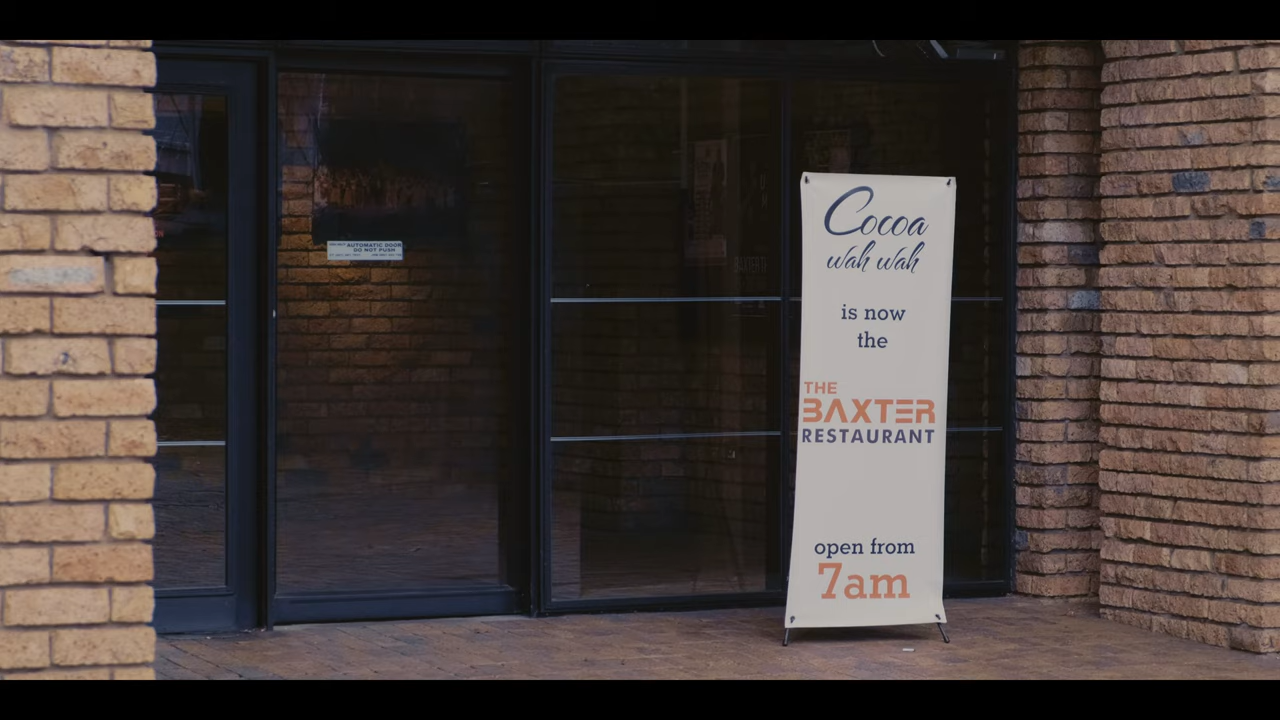 AUTOMATIC DOOR
DO NOT PUSH
Cocoa
wah wah
is now
the
THE
BAXTER
RESTAURANT
open from
7am